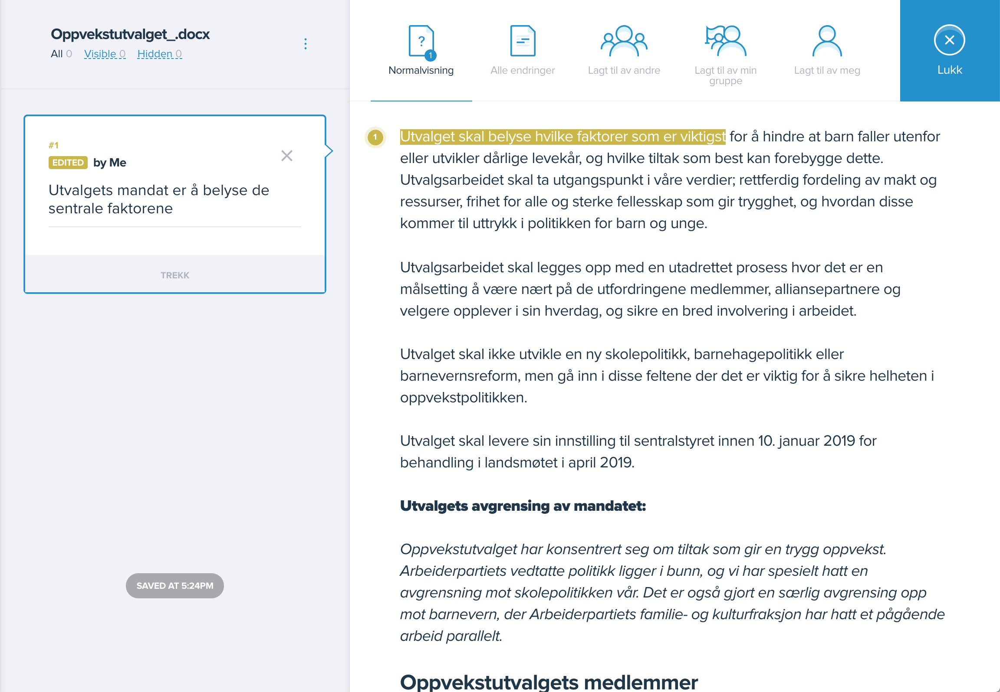 Oppvekstutvalget_.docx
All 0 Visible 0 Hidden 0
#1
EDITED by Me
Utvalgets mandat er å belyse de
sentrale faktorene
TREKK
SAVED AT 5:24PM
?
1
Normalvisning
Alle endringer
Lagt til av andre
Lagt til av min
gruppe
Lagt til av meg
Lukk
1
Utvalget skal belyse hvilke faktorer som er viktigst for å hindre at barn faller utenfor
eller utvikler dårlige levekår, og hvilke tiltak som best kan forebygge dette.
Utvalgsarbeidet skal ta utgangspunkt i våre verdier; rettferdig fordeling av makt og
ressurser, frihet for alle og sterke fellesskap som gir trygghet, og hvordan disse
kommer til uttrykk i politikken for barn og unge.
Utvalgsarbeidet skal legges opp med en utadrettet prosess hvor det er en
målsetting å være nært på de utfordringene medlemmer, alliansepartnere og
velgere opplever i sin hverdag, og sikre en bred involvering i arbeidet.
Utvalget skal ikke utvikle en ny skolepolitikk, barnehagepolitikk eller
barnevernsreform, men gå inn i disse feltene der det er viktig for å sikre helheten i
oppvekstpolitikken.
Utvalget skal levere sin innstilling til sentralstyret innen 10. januar 2019 for
behandling i landsmøtet i april 2019.
Utvalgets avgrensing av mandatet:
Oppvekstutvalget har konsentrert seg om tiltak som gir en trygg oppvekst.
Arbeiderpartiets vedtatte politikk ligger i bunn, og vi har spesielt hatt en
avgrensning mot skolepolitikken vår. Det er også gjort en særlig avgrensing opp
mot barnevern, der Arbeiderpartiets familie- og kulturfraksjon har hatt et pågående
arbeid parallelt.
Oppvekstutvalgets medlemmer